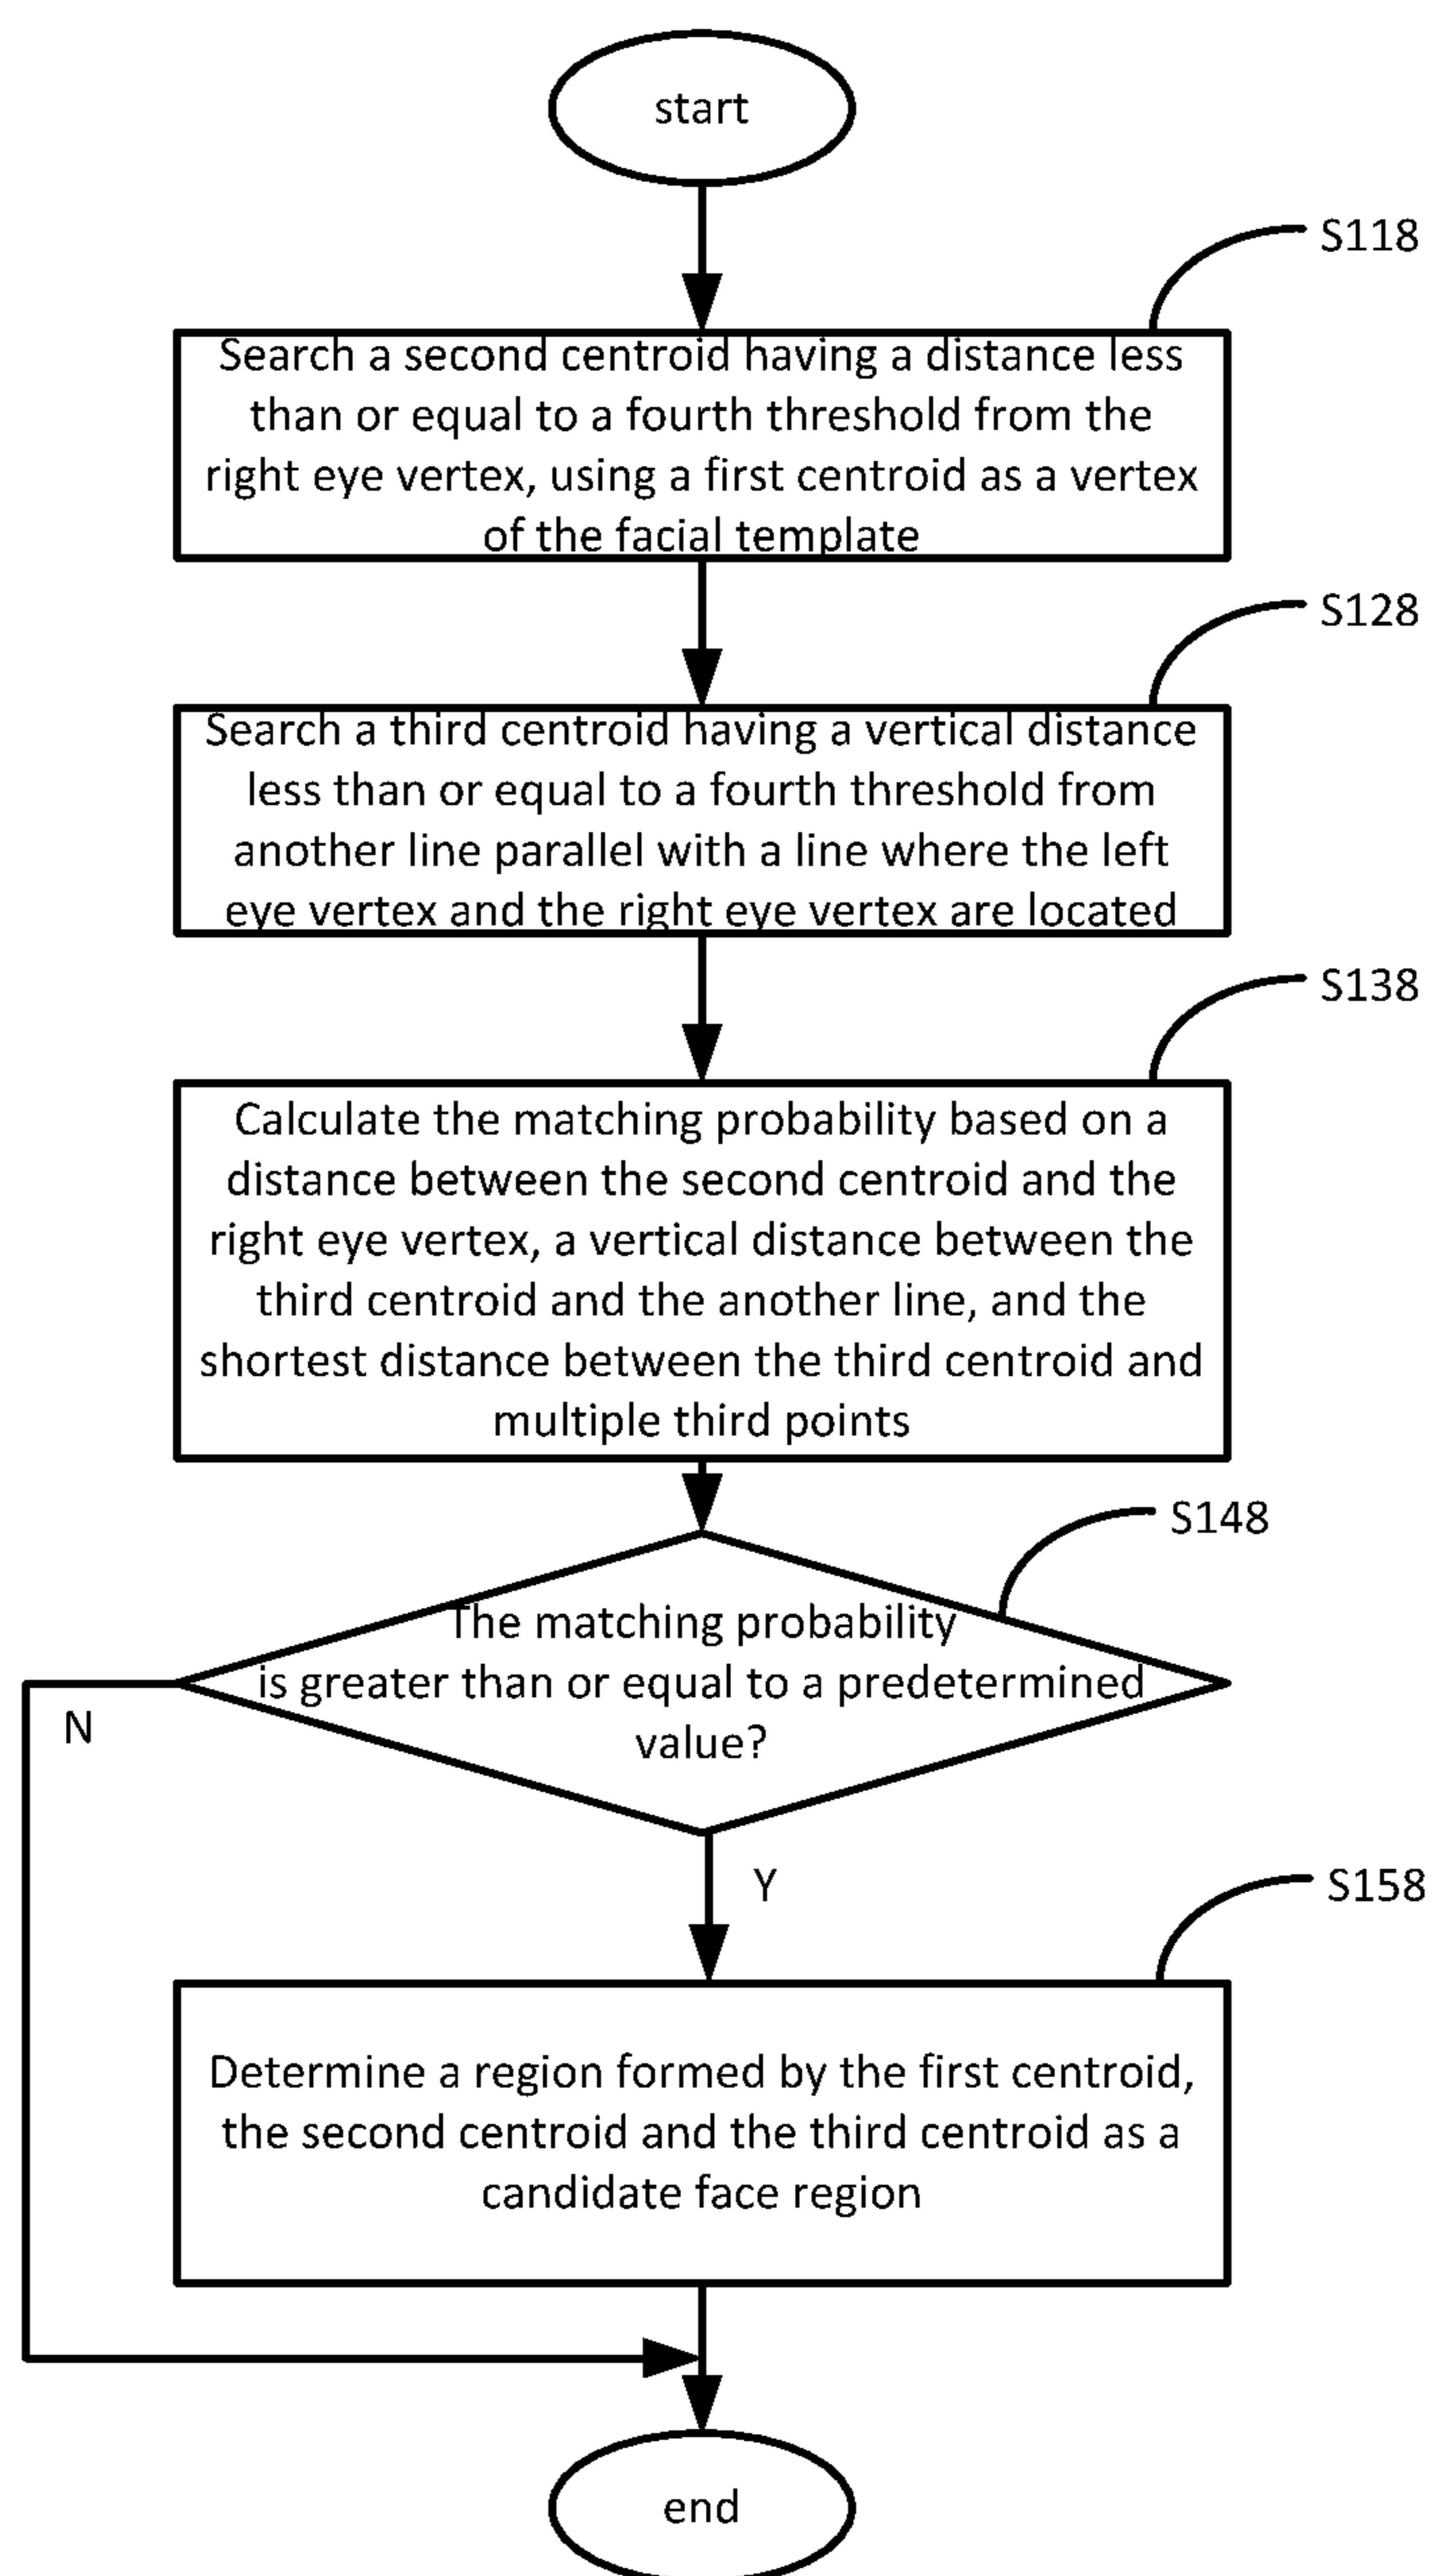 start
S118
Search a second centroid having a distance less
than or equal to a fourth threshold from the
right eye vertex, using a first centroid as a vertex
of the facial template
S128
Search a third centroid having a vertical distance
less than or equal to a fourth threshold from
another line parallel with a line where the left
eye vertex and the right eye vertex are located
S138
Calculate the matching probability based on a
distance between the second centroid and the
right eye vertex, a vertical distance between the
third centroid and the another line, and the
shortest distance between the third centroid and
multiple third points
S148
The matching probability
is greater than or equal to a predetermined
value?
N
Y
S158
Determine a region formed by the first centroid,
the second centroid and the third centroid as a
candidate face region
end